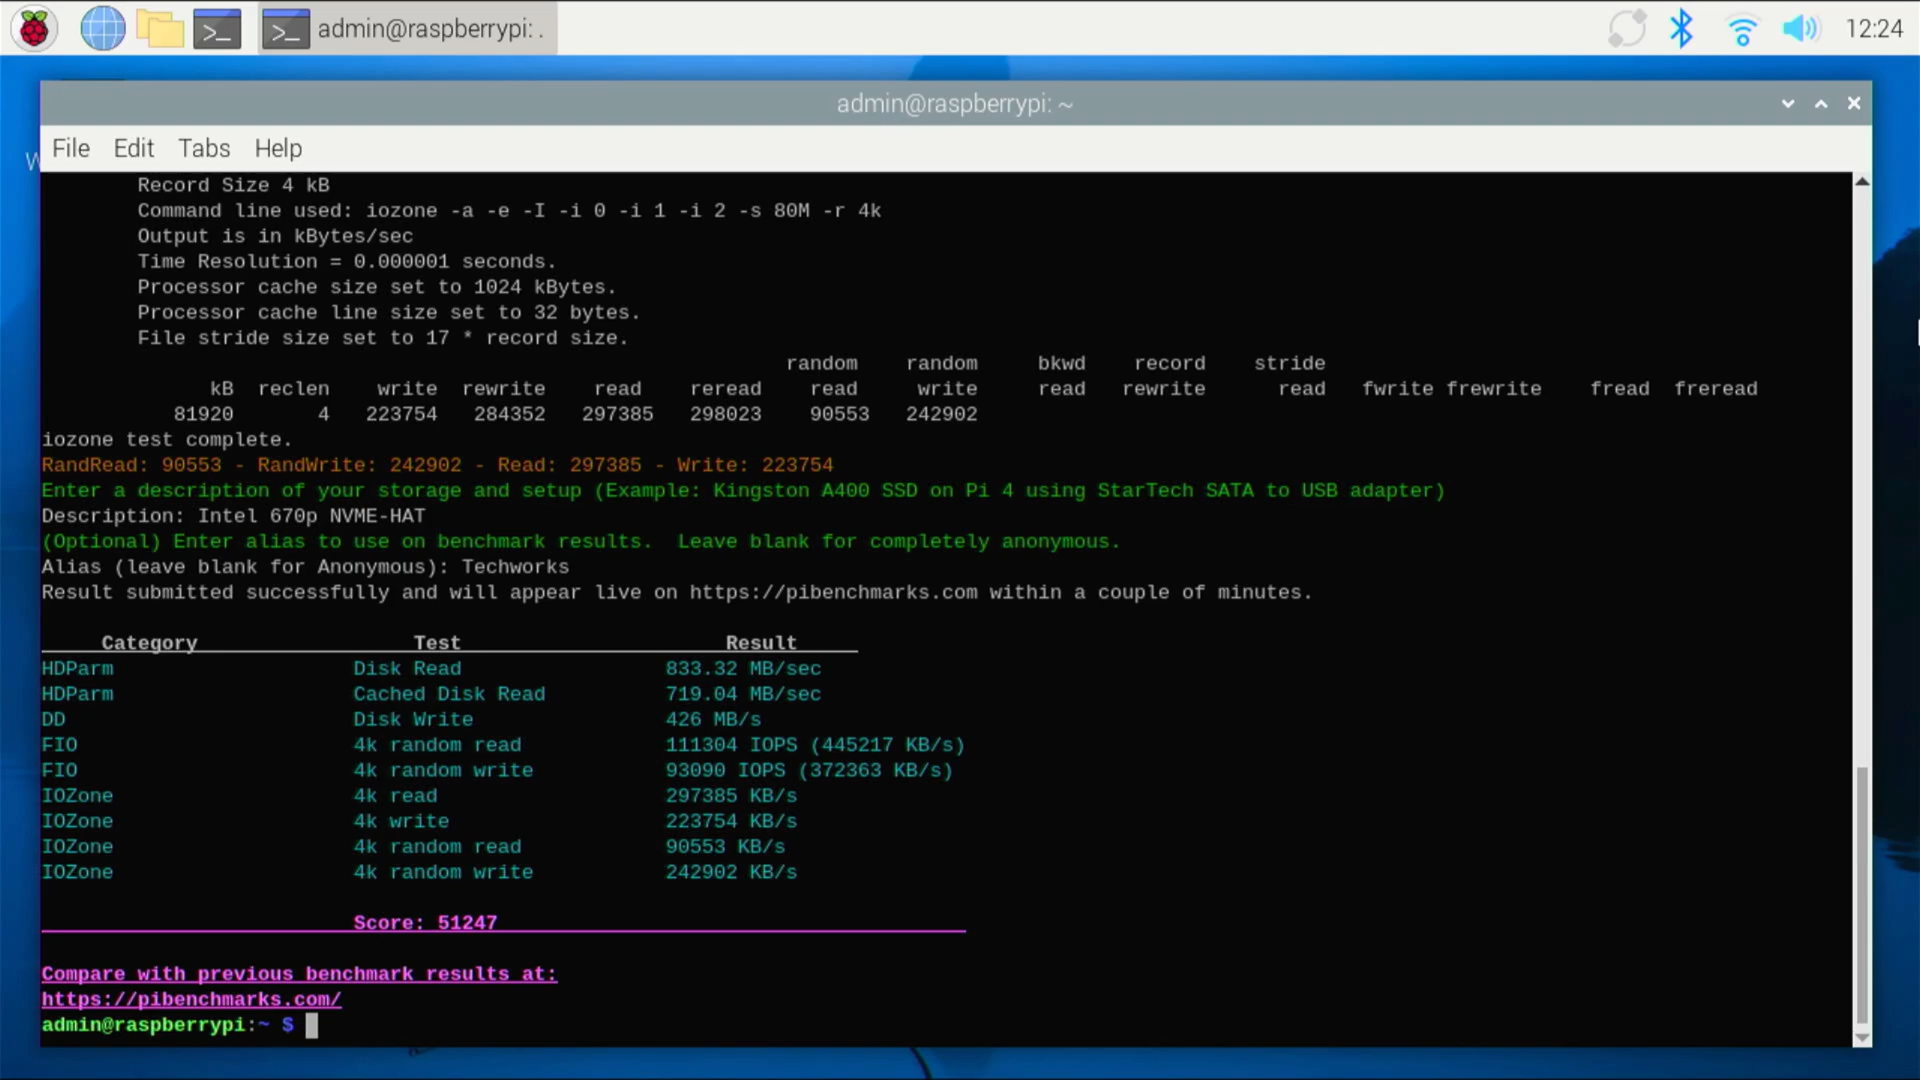 admin@raspberrypi: .
12:24
admin@raspberrypi: ~
File Edit Tabs Help
W
Record Size 4 kB
Command line used: iozone -a -e -I -i 0 -i 1 -i 2 -s 80M -r 4k
Output is in kBytes/sec
Time Resolution = 0.000001 seconds.
Processor cache size set to 1024 kBytes.
Processor cache line size set to 32 bytes.
File stride size set to 17 * record size.
random random bkwd record stride
kB reclen write rewrite read reread read write read rewrite read fwrite frewrite fread freread
81920 4 223754 284352 297385 298023 90553 242902
iozone test complete.
RandRead: 90553 - RandWrite: 242902 - Read: 297385 - Write: 223754
Enter a description of your storage and setup (Example: Kingston A400 SSD on Pi 4 using StarTech SATA to USB adapter)
Description: Intel 670p NVME-HAT
(Optional) Enter alias to use on benchmark results.  Leave blank for completely anonymous.
Alias (leave blank for Anonymous): Techworks
Result submitted successfully and will appear live on https://pibenchmarks.com within a couple of minutes.
Category Test Result
HDParm Disk Read 833.32 MB/sec
HDParm Cached Disk Read 719.04 MB/sec
DD Disk Write 426 MB/s
FIO 4k random read 111304 IOPS (445217 KB/s)
FIO 4k random write 93090 IOPS (372363 KB/s)
IOZone 4k read 297385 KB/s
IOZone 4k write 223754 KB/s
IOZone 4k random read 90553 KB/s
IOZone 4k random write 242902 KB/s
Score: 51247
Compare with previous benchmark results at:
https://pibenchmarks.com/
admin@raspberrypi:~ $